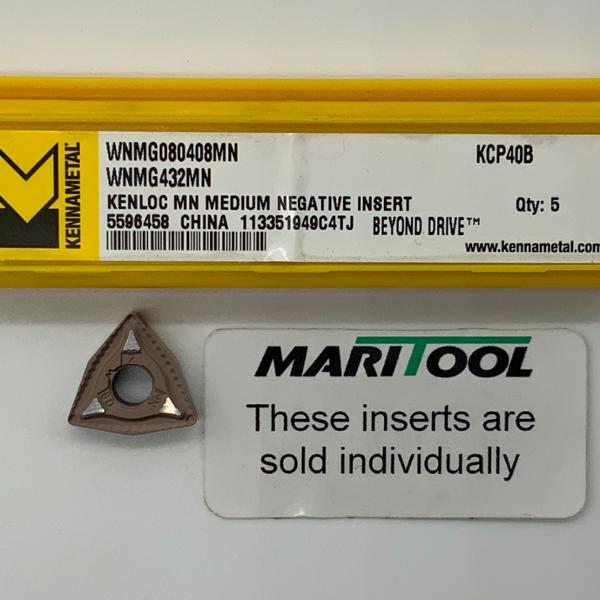 KENNAMETAL®
WNMG080408MN
KCP40B
WNMG432MN
KENLOC MN MEDIUM NEGATIVE INSERT
Qty: 5
5596458 CHINA 113351949C4TJ BEYOND DRIVE™
www.kennametal.com
MARITOOL
These inserts are
sold individually